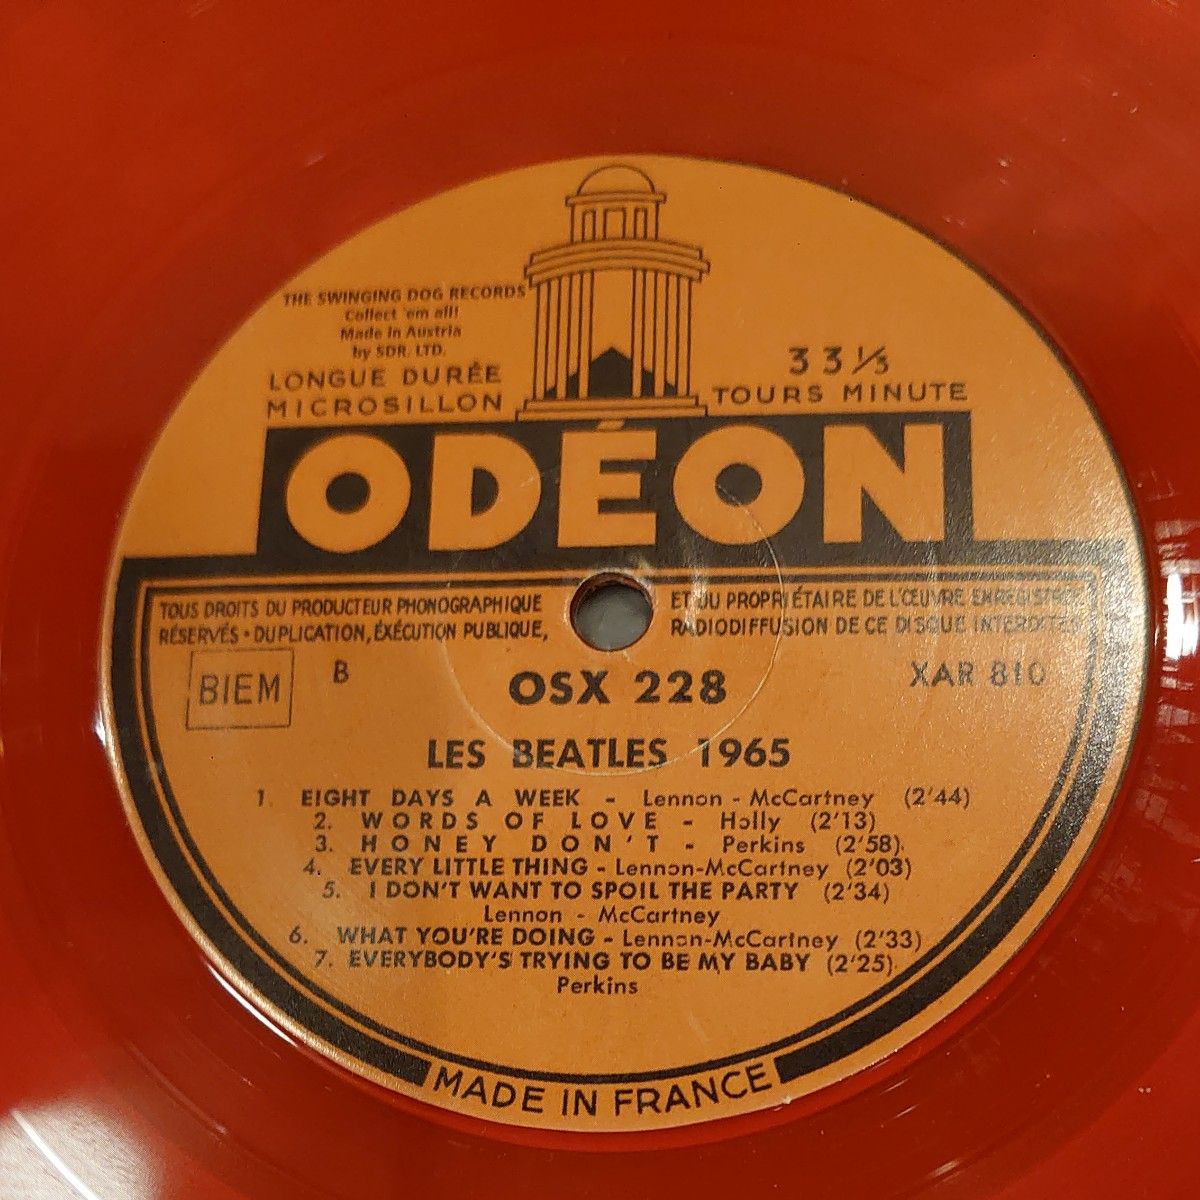 THE SWINGING DOG RECORDS
Collect 'em all!
Made in Austria
by SDR. LTD.
LONGUE DURÉE
MICROSILLON
33⅓
TOURS MINUTE
ODÉON
TOUS DROITS DU PRODUCTEUR PHONOGRAPHIQUE ET DU PROPRIÉTAIRE DE L'ŒUVRE ENREGISTRÉE
RÉSERVÉS • DUPLICATION, EXÉCUTION PUBLIQUE, RADIODIFFUSION DE CE DISQUE INTERDITES
BIEM B OSX 228 XAR 810
LES BEATLES 1965
1. EIGHT DAYS A WEEK - Lennon - McCartney (2'44)
2. WORDS OF LOVE - Holly (2'13)
3. HONEY DON'T - Perkins (2'58).
4. EVERY LITTLE THING - Lennon-McCartney (2'03)
5. I DON'T WANT TO SPOIL THE PARTY (2'34)
Lennon - McCartney
6. WHAT YOU'RE DOING - Lennon-McCartney (2'33)
7. EVERYBODY'S TRYING TO BE MY BABY (2'25).
Perkins
MADE IN FRANCE